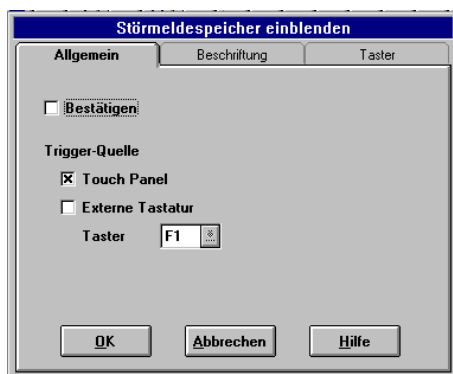 Störmeldespeicher einblenden
Allgemein Beschriftung Taster
Bestätigen
Trigger-Quelle
Touch Panel
Externe Tastatur
Taster F1
OK Abbrechen Hilfe